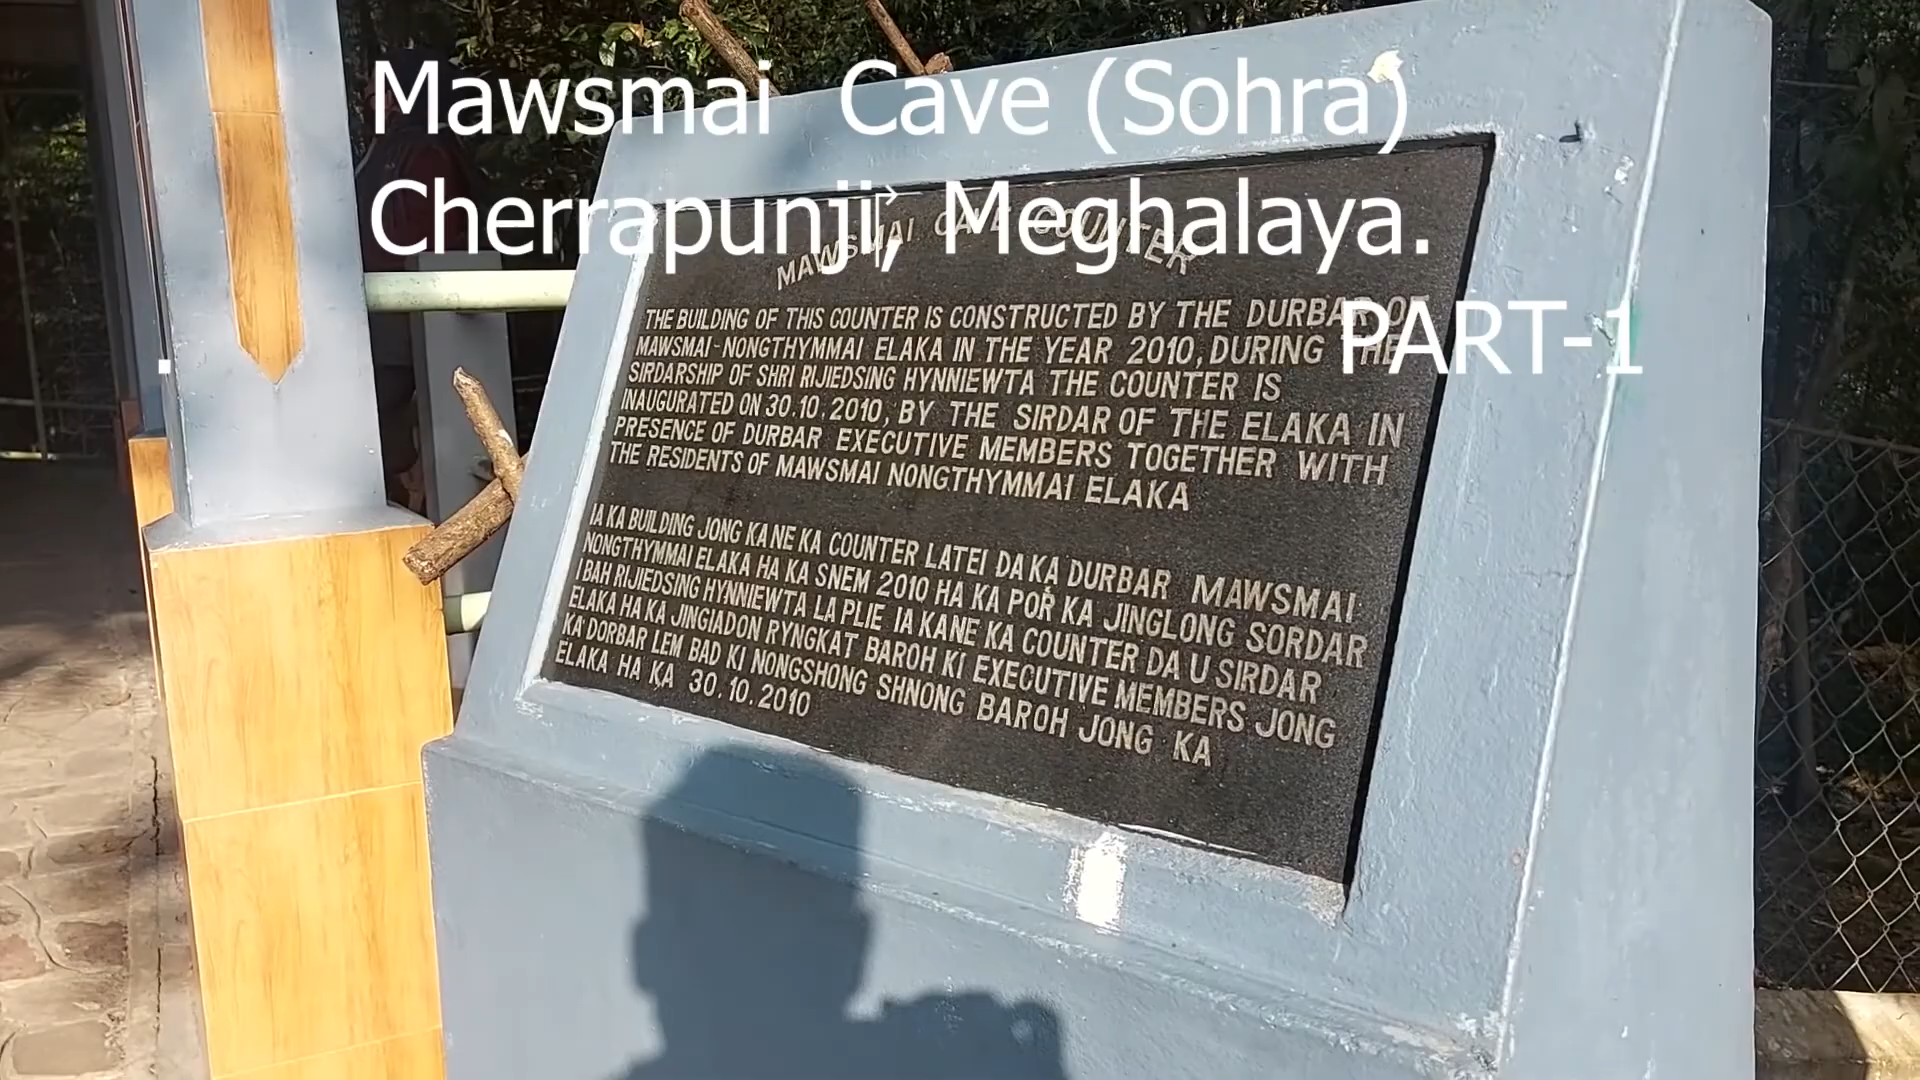 Mawsmai Cave (Sohra)
Cherrapunji, Meghalaya.
. PART-1
MAWSMAI CAVE COUNTER
THE BUILDING OF THIS COUNTER IS CONSTRUCTED BY THE DURBAR OF
MAWSMAI-NONGTHYMMAI ELAKA IN THE YEAR 2010, DURING THE
SIRDARSHIP OF SHRI RIJIEDSING HYNNIEWTA THE COUNTER IS
INAUGURATED ON 30.10.2010, BY THE SIRDAR OF THE ELAKA IN
PRESENCE OF DURBAR EXECUTIVE MEMBERS TOGETHER WITH
THE RESIDENTS OF MAWSMAI NONGTHYMMAI ELAKA
IA KA BUILDING JONG KANE KA COUNTER LATEI DA KA DURBAR MAWSMAI
NONGTHYMMAI ELAKA HA KA SNEM 2010 HA KA POR KA JINGLONG SORDAR
I BAH RIJIEDSING HYNNIEWTA LA PLIE IA KANE KA COUNTER DA U SIRDAR
ELAKA HA KA JINGIADON RYNGKAT BAROH KI EXECUTIVE MEMBERS JONG
KA DORBAR LEM BAD KI NONGSHONG SHNONG BAROH JONG KA
ELAKA HA KA 30.10.2010